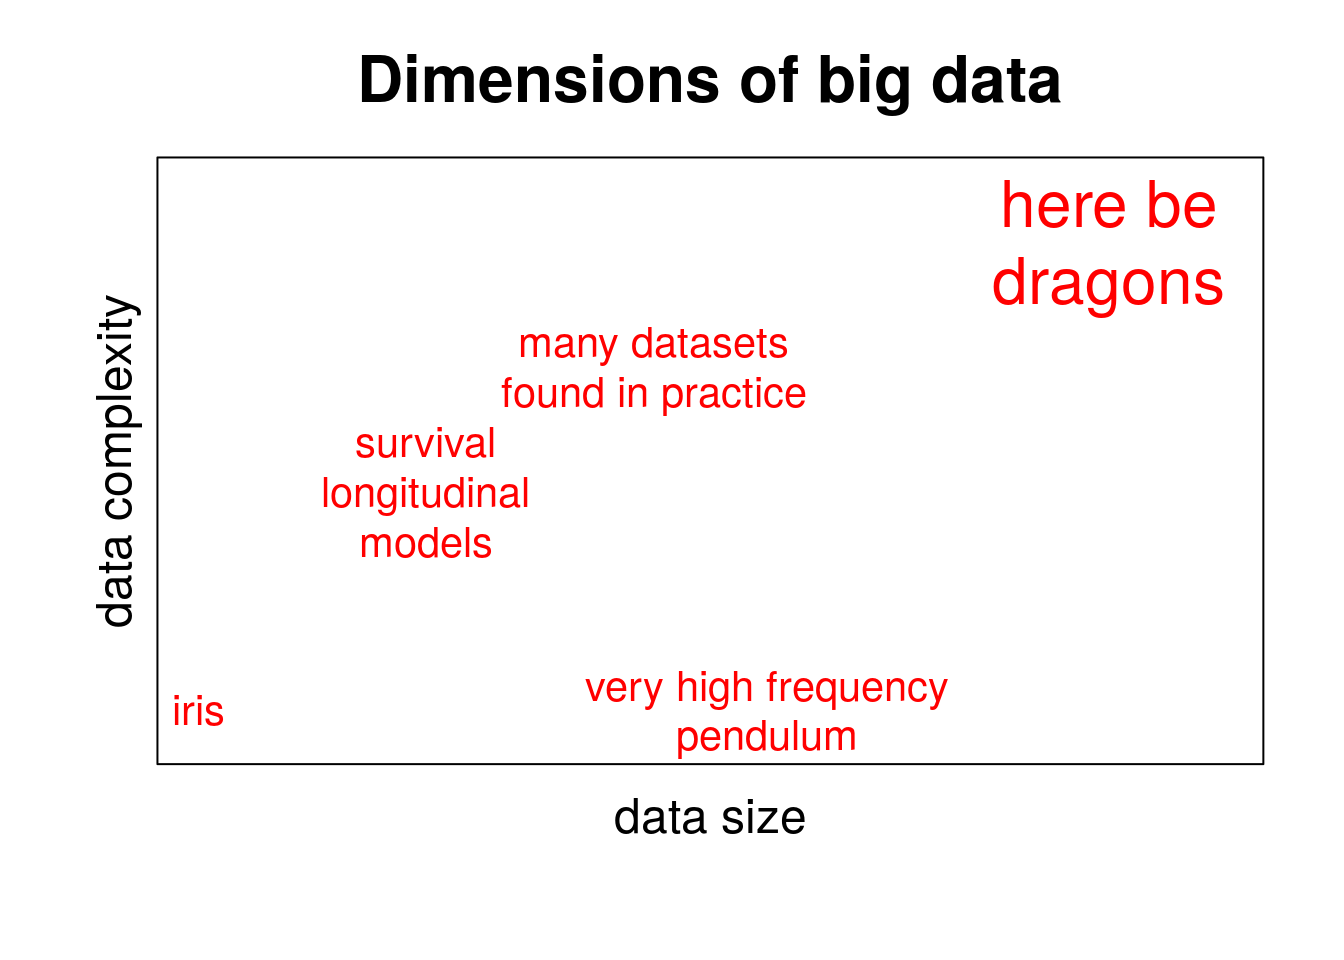 Dimensions of big data
here be
dragons
many datasets
found in practice
survival
longitudinal
models
very high frequency
pendulum
iris
data complexity
data size